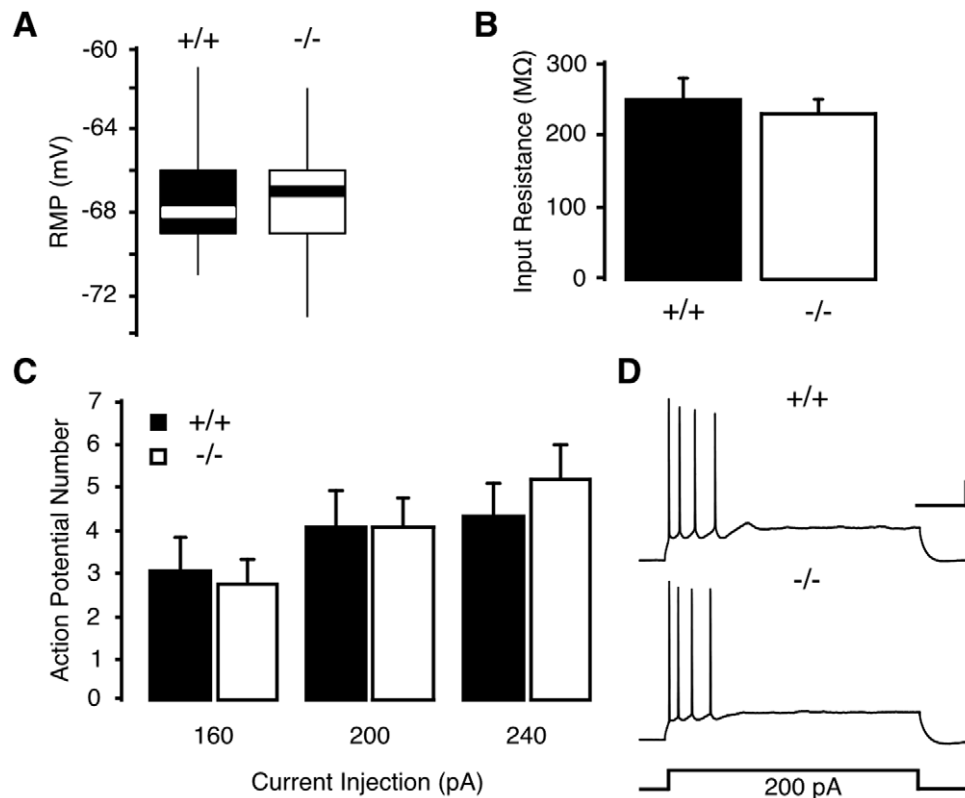 A
+/+ -/-
RMP (mV)
-60
-64
-68
-72
B
Input Resistance (MΩ)
300
200
100
0
+/+ -/-
C
Action Potential Number
7
6
5
4
3
2
1
0
+/+
-/-
160 200 240
Current Injection (pA)
D
+/+
-/-
200 pA